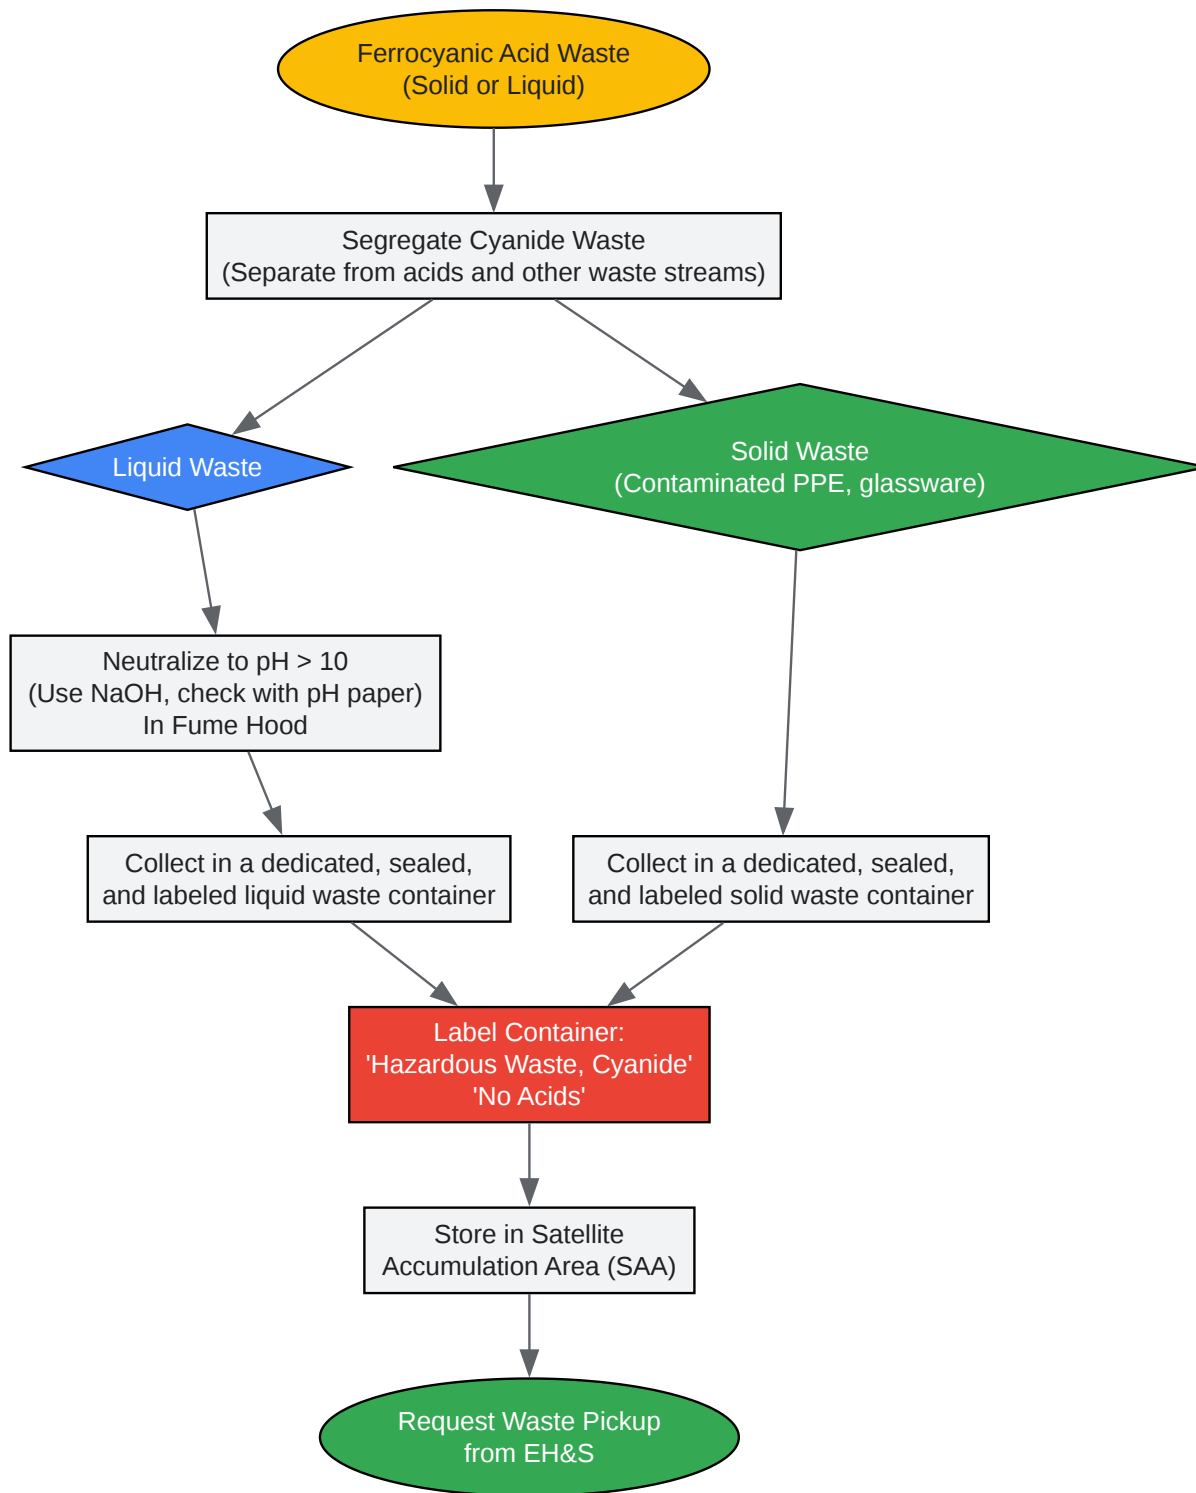 Ferrocyanic Acid Waste
(Solid or Liquid)
Segregate Cyanide Waste
(Separate from acids and other waste streams)
Liquid Waste
Solid Waste
(Contaminated PPE, glassware)
Neutralize to pH > 10
(Use NaOH, check with pH paper)
In Fume Hood
Collect in a dedicated, sealed,
and labeled liquid waste container
Collect in a dedicated, sealed,
and labeled solid waste container
Label Container:
'Hazardous Waste, Cyanide'
'No Acids'
Store in Satellite
Accumulation Area (SAA)
Request Waste Pickup
from EH&S